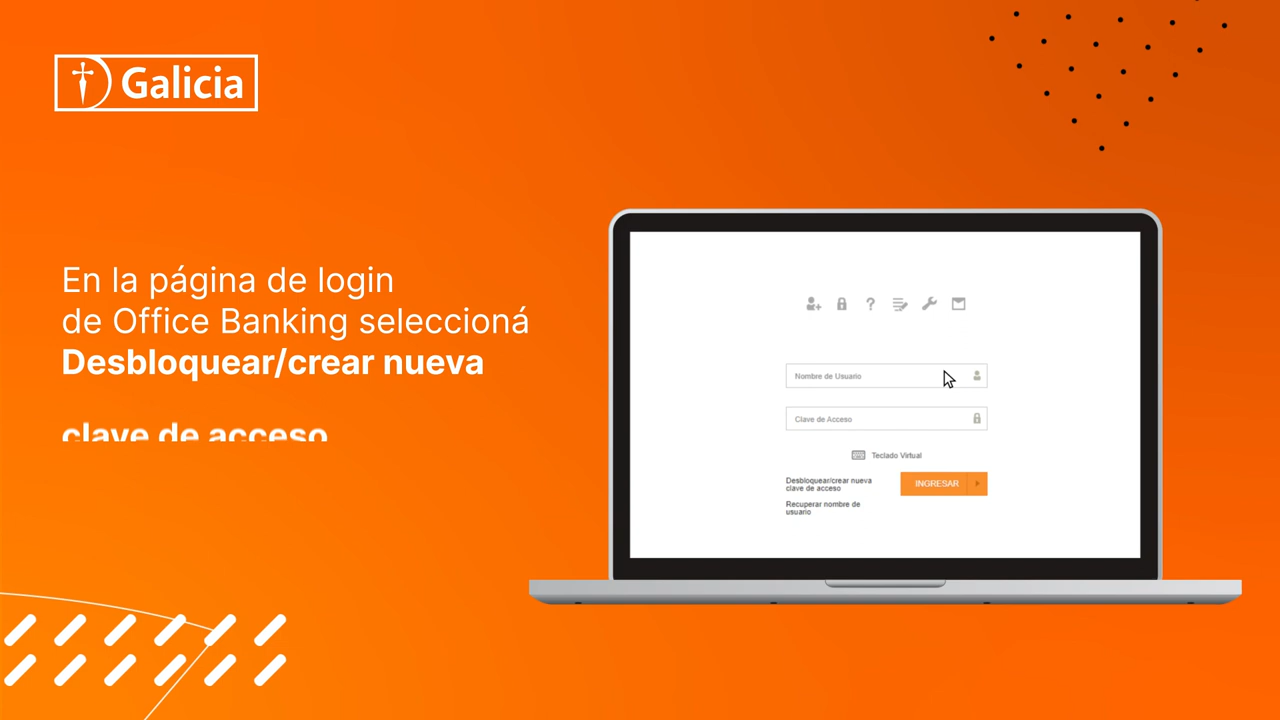 Galicia
En la página de login
de Office Banking seleccioná
Desbloquear/crear nueva
clave de acceso
Nombre de Usuario
Clave de Acceso
Teclado Virtual
Desbloquear/crear nueva
clave de acceso
INGRESAR
Recuperar nombre de
usuario